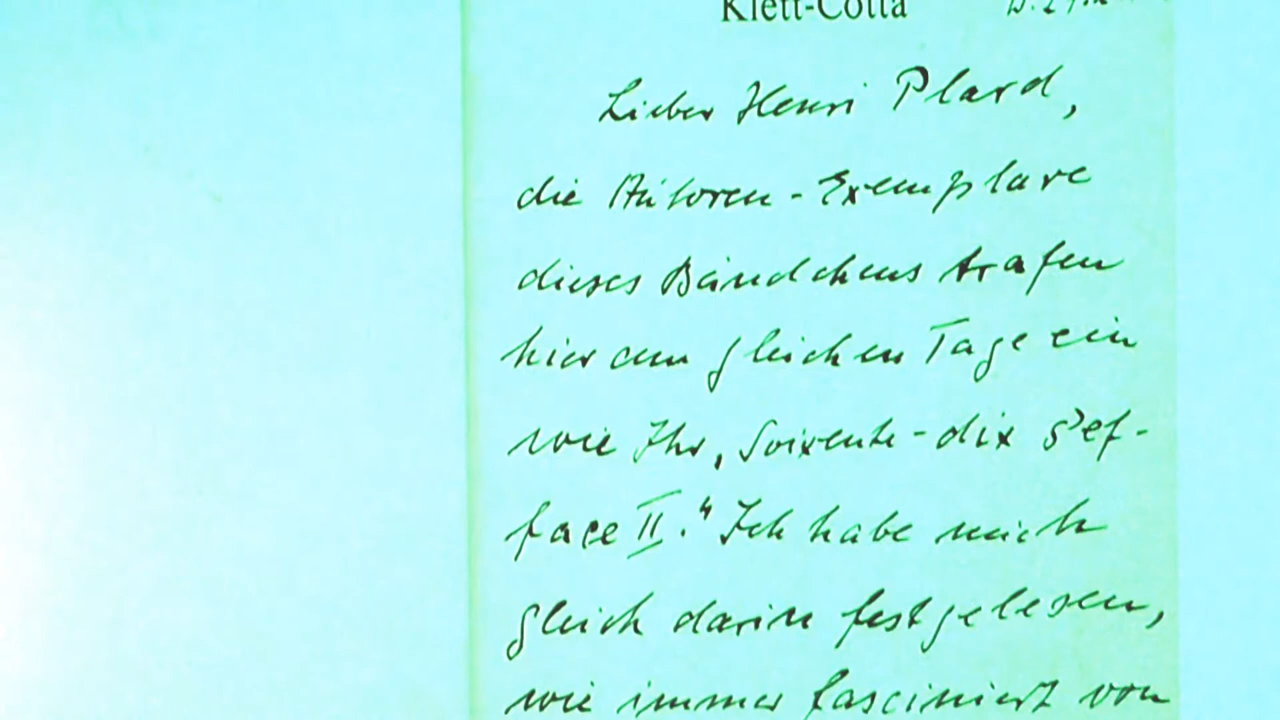 Klett-Cotta
Lieber Henri Plard,
die Autoren-Exemplare
dieses Bändchens trafen
hier am gleichen Tage ein
wie Ihr „Soixante-dix s'ef-
face II." Ich habe mich
gleich darin festgelesen,
wie immer fasciniert von